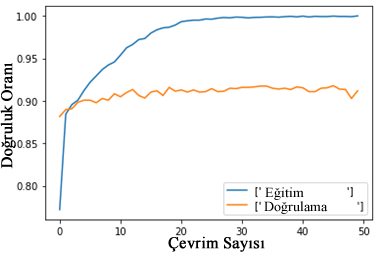 1.00
0.95
0.90
0.85
0.80
Doğruluk Oranı
['Eğitim ']
['Doğrulama ']
0 10 20 30 40 50
Çevrim Sayısı